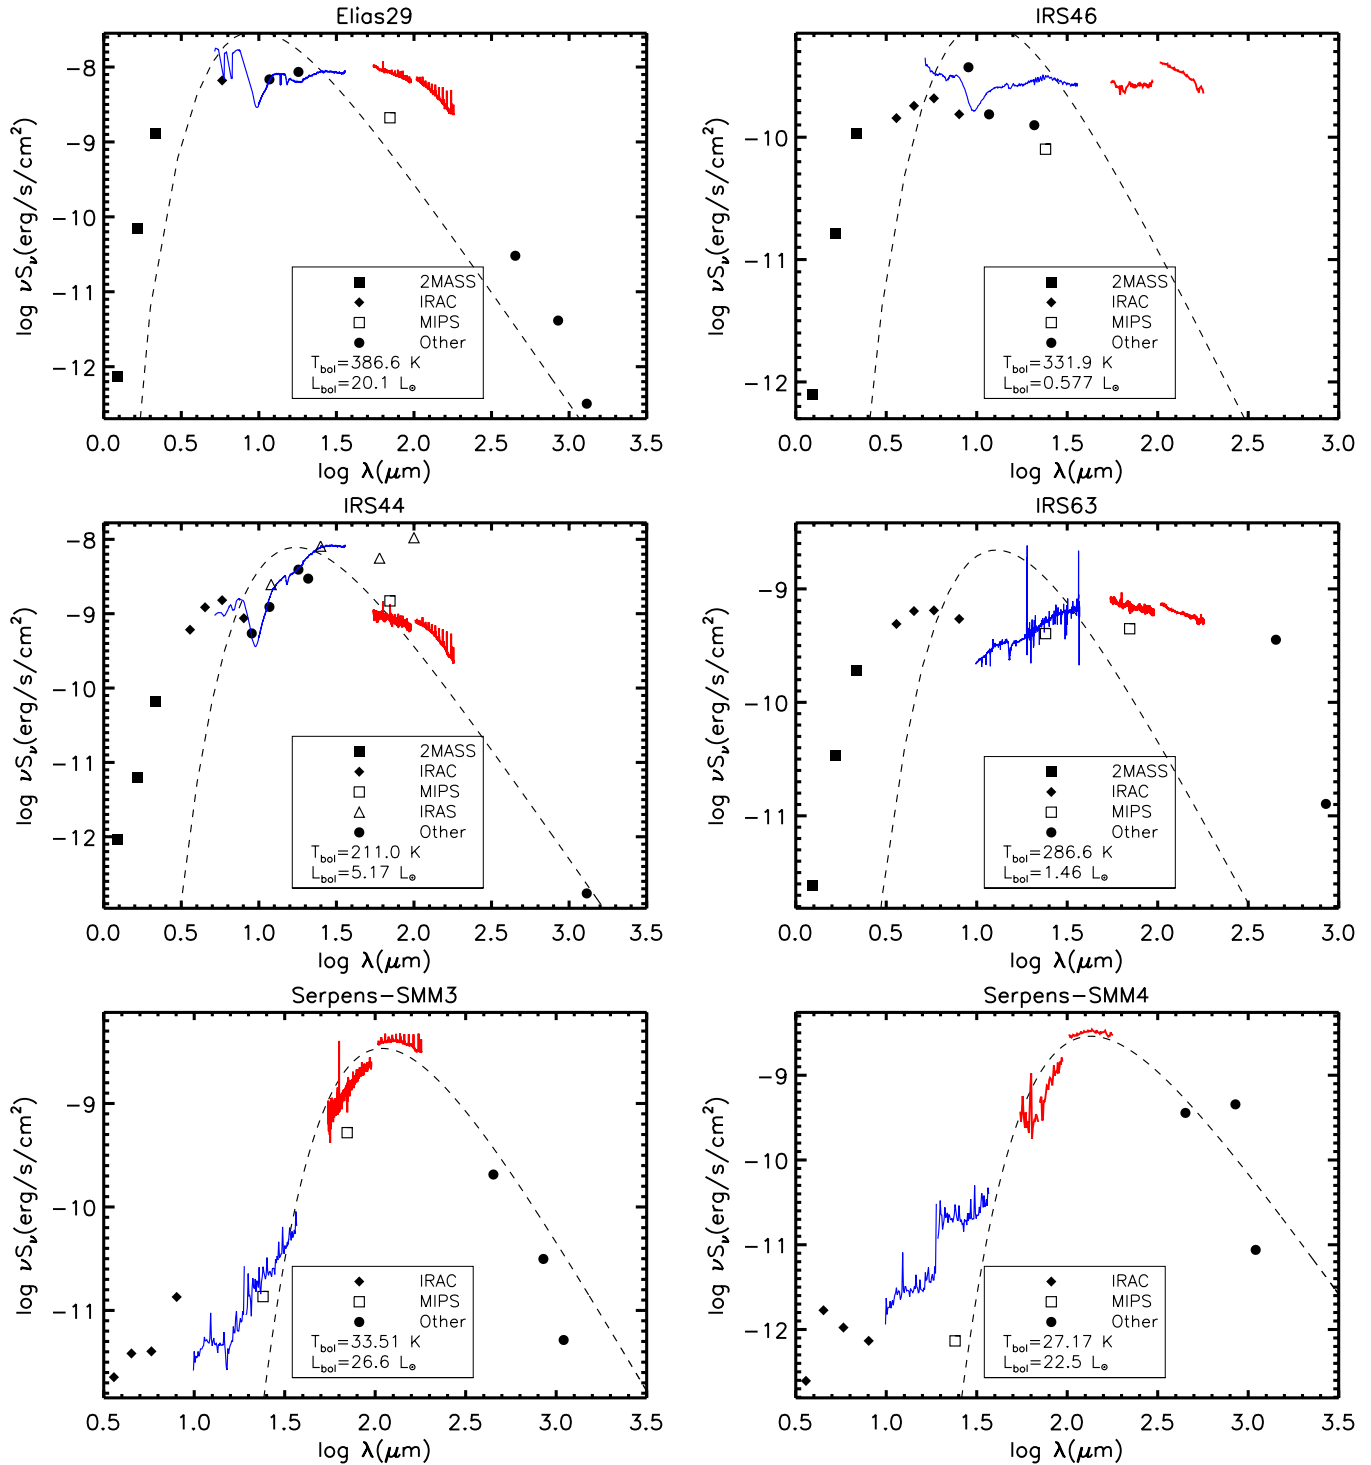 Elias29
log νSν(erg/s/cm²)
−8
−9
−10
−11
−12
2MASS
IRAC
MIPS
Other
Tbol=386.6 K
Lbol=20.1 L⊙
0.0 0.5 1.0 1.5 2.0 2.5 3.0 3.5
log λ(μm)
IRS46
log νSν(erg/s/cm²)
−10
−11
−12
2MASS
IRAC
MIPS
Other
Tbol=331.9 K
Lbol=0.577 L⊙
0.0 0.5 1.0 1.5 2.0 2.5 3.0
log λ(μm)
IRS44
log νSν(erg/s/cm²)
−8
−9
−10
−11
−12
2MASS
IRAC
MIPS
IRAS
Other
Tbol=211.0 K
Lbol=5.17 L⊙
0.0 0.5 1.0 1.5 2.0 2.5 3.0 3.5
log λ(μm)
IRS63
log νSν(erg/s/cm²)
−9
−10
−11
2MASS
IRAC
MIPS
Other
Tbol=286.6 K
Lbol=1.46 L⊙
0.0 0.5 1.0 1.5 2.0 2.5 3.0
log λ(μm)
Serpens−SMM3
log νSν(erg/s/cm²)
−9
−10
−11
IRAC
MIPS
Other
Tbol=33.51 K
Lbol=26.6 L⊙
0.5 1.0 1.5 2.0 2.5 3.0 3.5
log λ(μm)
Serpens−SMM4
log νSν(erg/s/cm²)
−9
−10
−11
−12
IRAC
MIPS
Other
Tbol=27.17 K
Lbol=22.5 L⊙
0.5 1.0 1.5 2.0 2.5 3.0 3.5
log λ(μm)